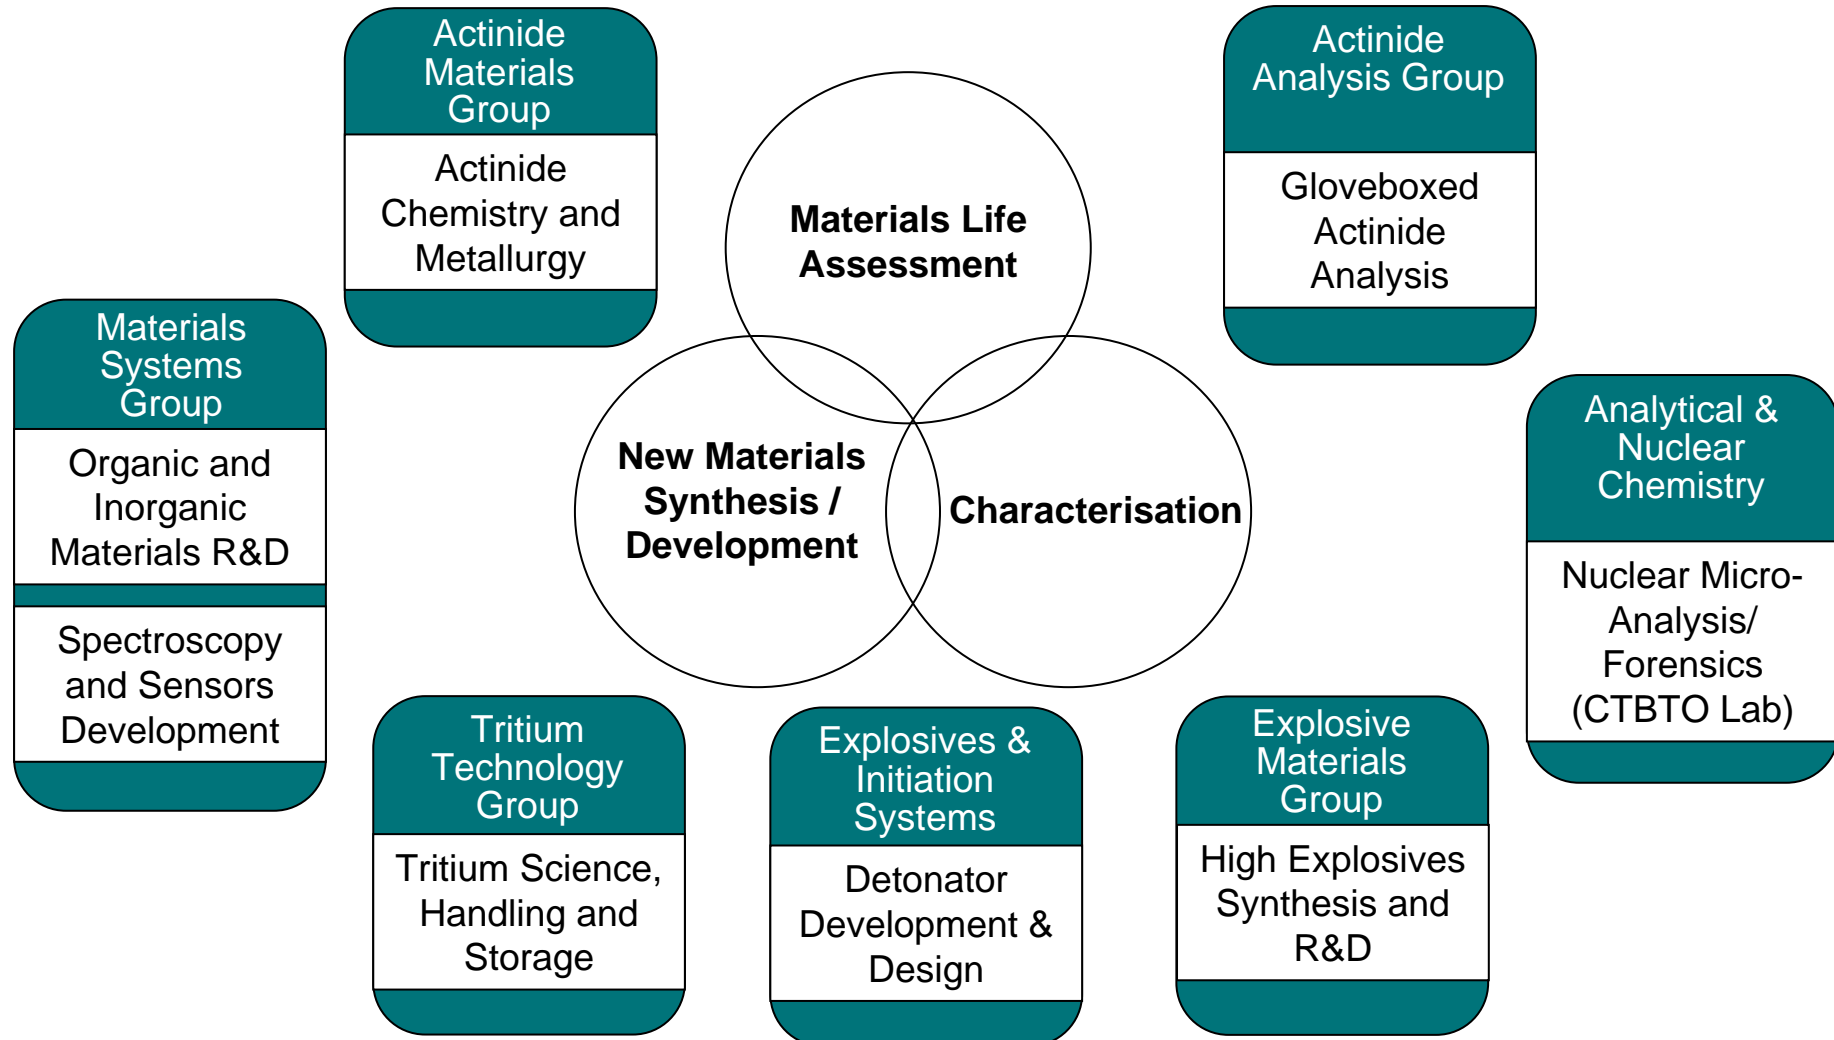 Actinide
Materials
Group
Actinide
Chemistry and
Metallurgy
Actinide
Analysis Group
Gloveboxed
Actinide
Analysis
Materials Life
Assessment
New Materials
Synthesis /
Development
Characterisation
Materials
Systems
Group
Organic and
Inorganic
Materials R&D
Spectroscopy
and Sensors
Development
Analytical &
Nuclear
Chemistry
Nuclear Micro-
Analysis/
Forensics
(CTBTO Lab)
Tritium
Technology
Group
Tritium Science,
Handling and
Storage
Explosives &
Initiation
Systems
Detonator
Development &
Design
Explosive
Materials
Group
High Explosives
Synthesis and
R&D